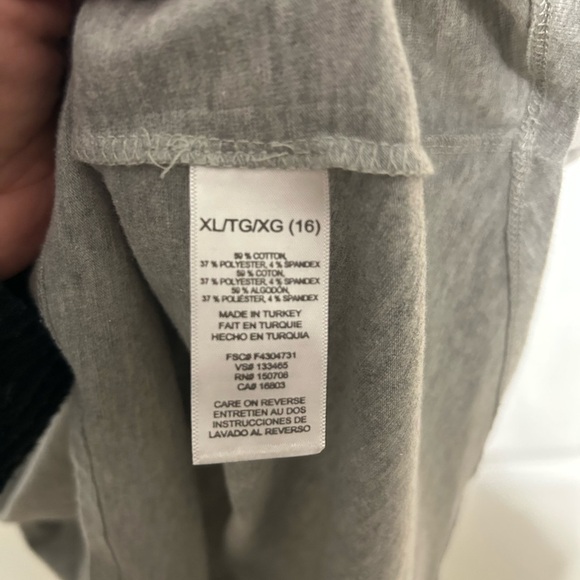 XL/TG/XG (16)
59 % COTTON,
37 % POLYESTER, 4 % SPANDEX
59 % COTON,
37 % POLYESTER, 4 % SPANDEX
59 % ALGODÓN,
37 % POLIÉSTER, 4 % SPANDEX
MADE IN TURKEY
FAIT EN TURQUIE
HECHO EN TURQUIA
FSC# F4304731
VS# 133465
RN# 150708
CA# 16803
CARE ON REVERSE
ENTRETIEN AU DOS
INSTRUCCIONES DE
LAVADO AL REVERSO